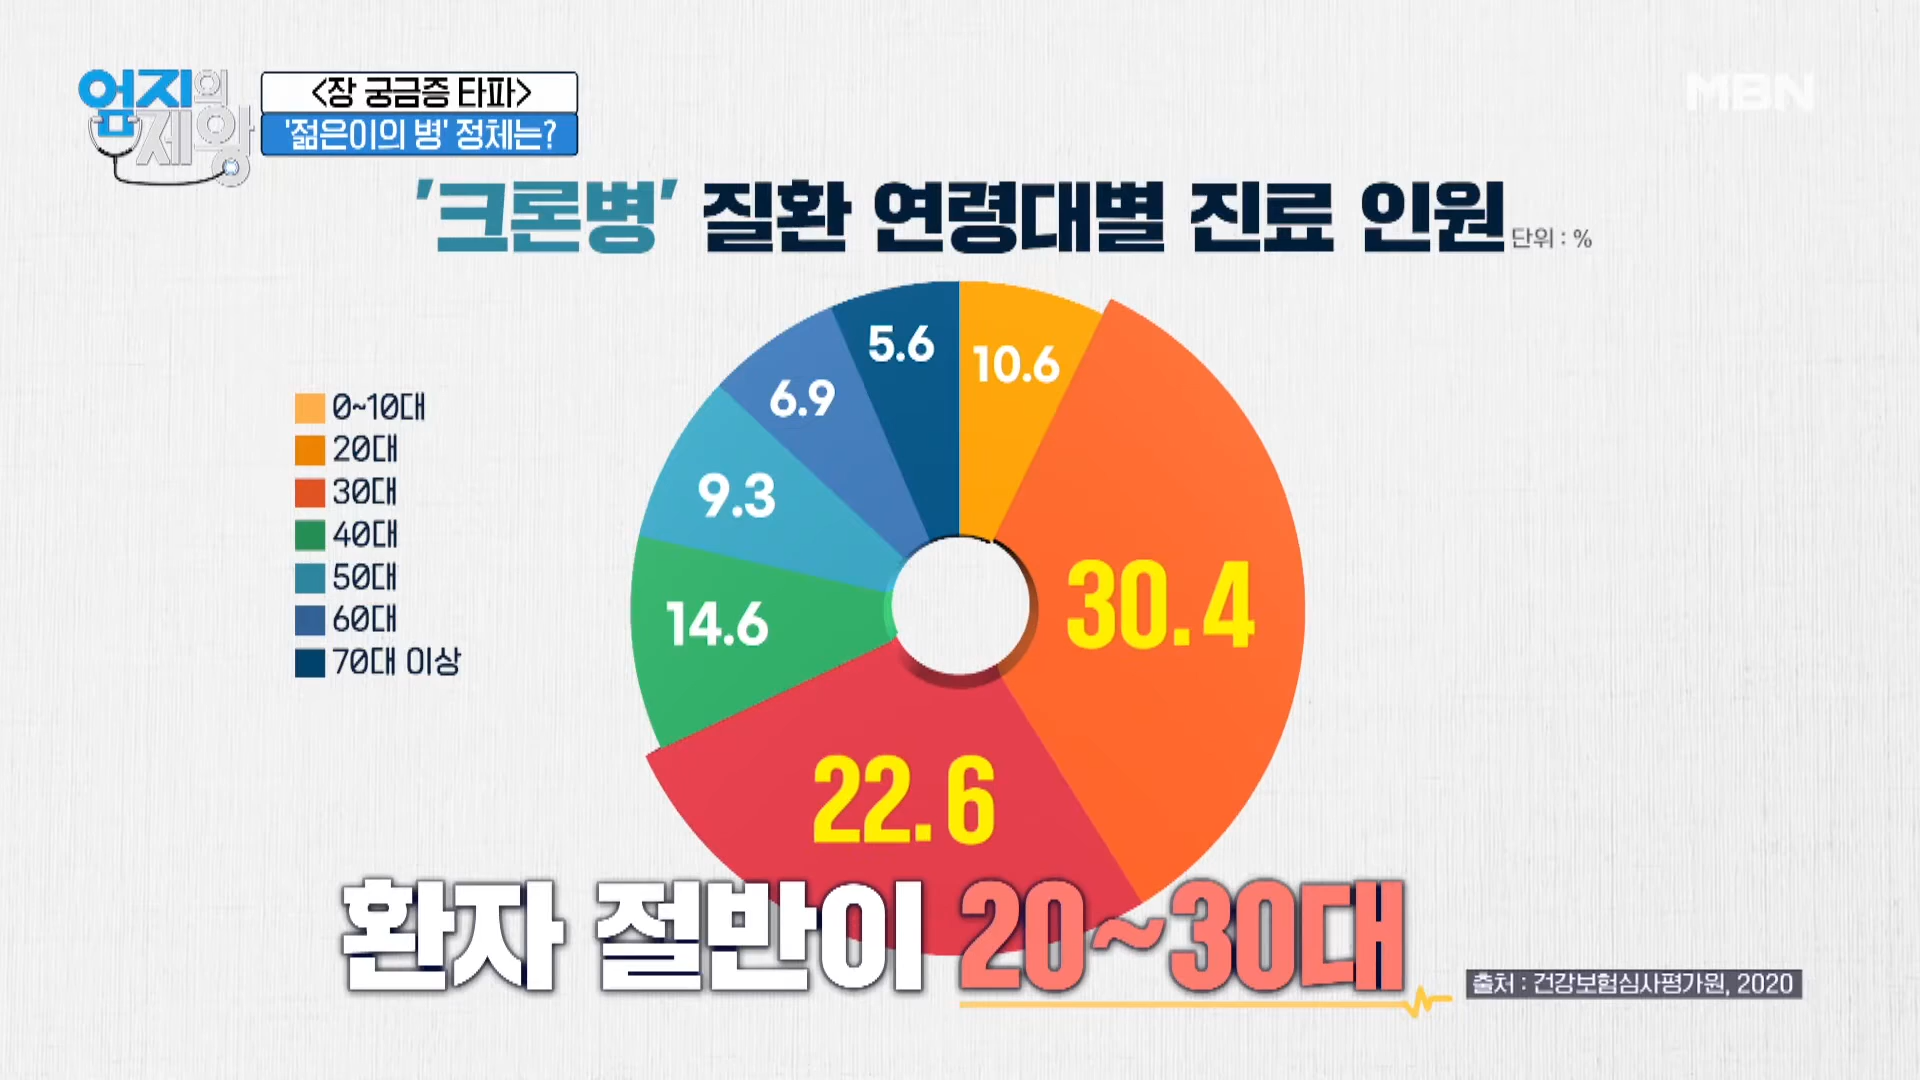 엄지의 제왕
<장 궁금증 타파>
'젊은이의 병' 정체는?
MBN
'크론병' 질환 연령대별 진료 인원
단위 : %
0~10대
20대
30대
40대
50대
60대
70대 이상
5.6
10.6
6.9
9.3
30.4
14.6
22.6
환자 절반이 20~30대
출처 : 건강보험심사평가원, 2020